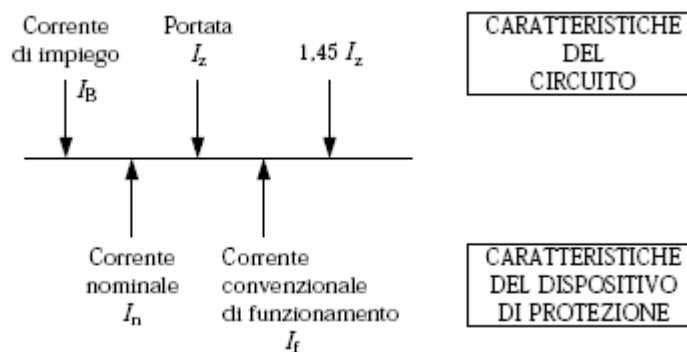 Corrente
di impiego
I_B
Portata
I_z
1,45 I_z
CARATTERISTICHE
DEL
CIRCUITO
Corrente
nominale
I_n
Corrente
convenzionale
di funzionamento
I_f
CARATTERISTICHE
DEL DISPOSITIVO
DI PROTEZIONE